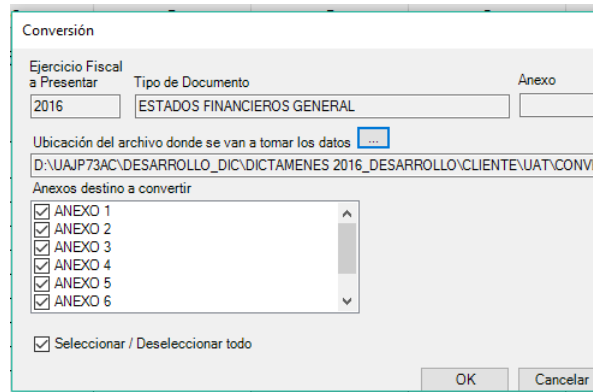 Conversión
Ejercicio Fiscal
a Presentar
Tipo de Documento
Anexo
2016
ESTADOS FINANCIEROS GENERAL
Ubicación del archivo donde se van a tomar los datos
...
D:\UAJP73AC\DESARROLLO_DIC\DICTAMENES 2016_DESARROLLO\CLIENTE\UAT\CONVI
Anexos destino a convertir
ANEXO 1
ANEXO 2
ANEXO 3
ANEXO 4
ANEXO 5
ANEXO 6
Seleccionar / Deseleccionar todo
OK
Cancelar